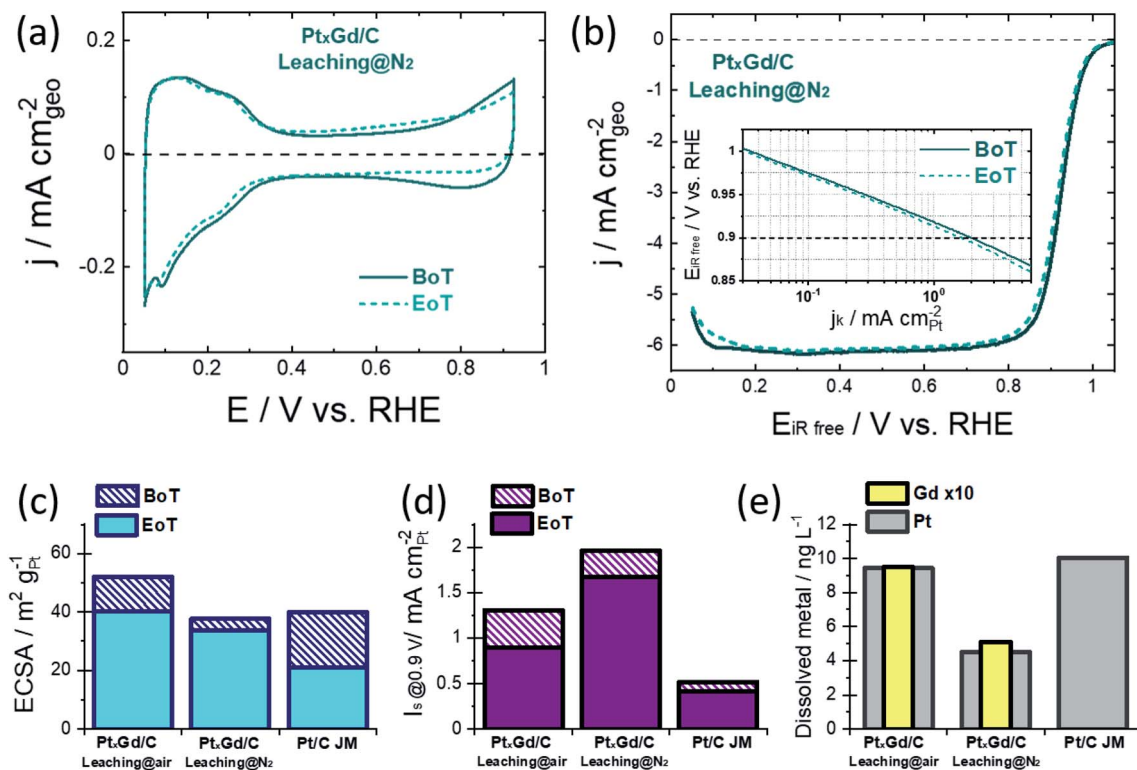 (a)
0.2
0
-0.2
j / mA cm⁻²geo
PtxGd/C
Leaching@N₂
BoT
EoT
0
0.2
0.4
0.6
0.8
1
E / V vs. RHE
(b)
0
-1
-2
-3
-4
-5
-6
j / mA cm⁻²geo
PtxGd/C
Leaching@N₂
1
0.95
0.9
0.85
EiR free / V vs. RHE
BoT
EoT
10⁻¹
10⁰
jk / mA cm⁻²Pt
0
0.2
0.4
0.6
0.8
1
EiR free / V vs. RHE
(c)
BoT
EoT
60
40
20
0
ECSA / m² g⁻¹Pt
PtxGd/C
Leaching@air
PtxGd/C
Leaching@N₂
Pt/C JM
(d)
BoT
EoT
2
1.5
1
0.5
0
Is@0.9 V/ mA cm⁻²Pt
PtxGd/C
Leaching@air
PtxGd/C
Leaching@N₂
Pt/C JM
(e)
Gd x10
Pt
12
10
8
6
4
2
0
Dissolved metal / ng L⁻¹
PtxGd/C
Leaching@air
PtxGd/C
Leaching@N₂
Pt/C JM